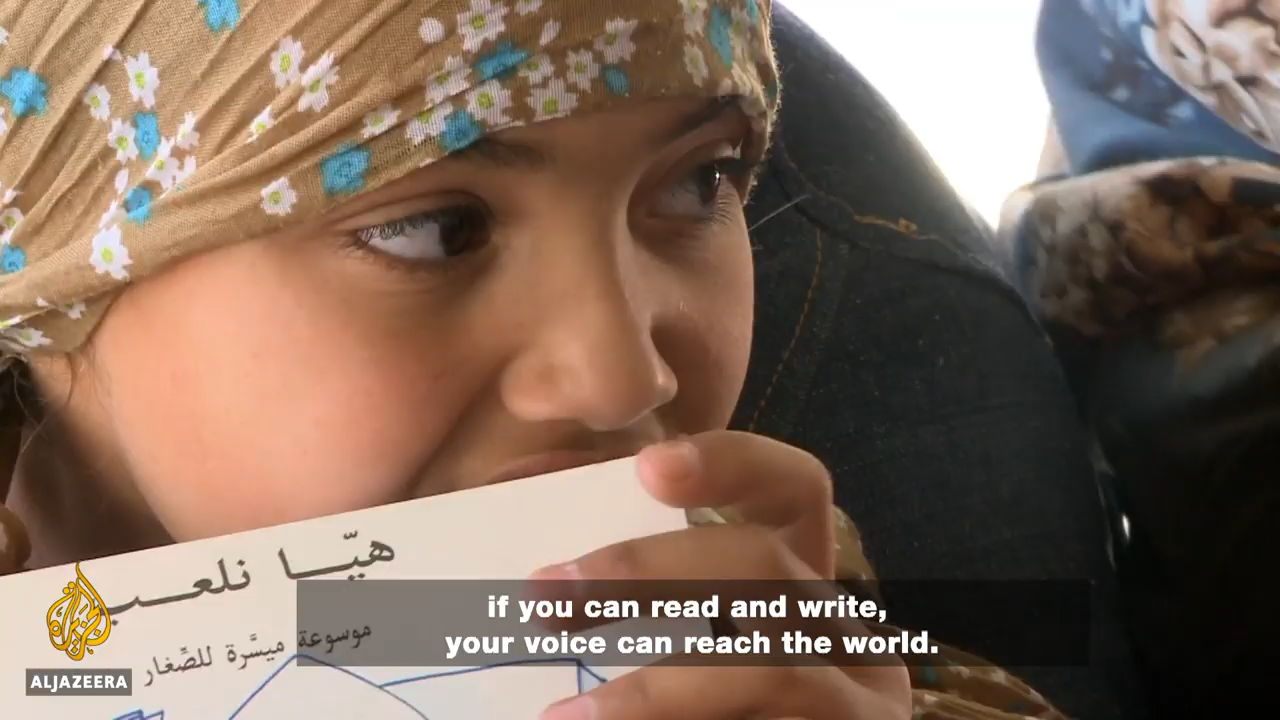 هيّا نلعب
موسوعة ميسَّرة للصِّغار
if you can read and write,
your voice can reach the world.
الجزيرة
ALJAZEERA